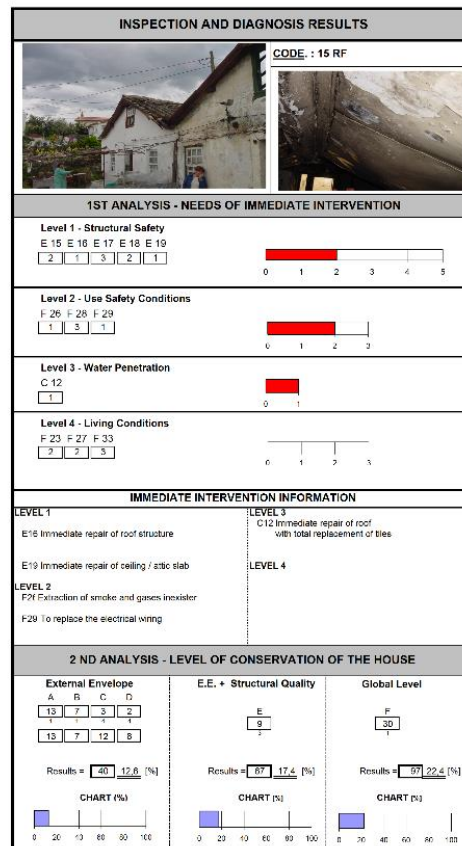 INSPECTION AND DIAGNOSIS RESULTS
CODE. : 15 RF
1ST ANALYSIS - NEEDS OF IMMEDIATE INTERVENTION
Level 1 - Structural Safety
E 15 E 16 E 17 E 18 E 19
2 1 3 2 1
0 1 2 3 4 5
Level 2 - Use Safety Conditions
F 26 F 28 F 29
1 3 1
0 1 2 3
Level 3 - Water Penetration
C 12
1
0 1
Level 4 - Living Conditions
F 23 F 27 F 33
2 2 3
0 1 2 3
IMMEDIATE INTERVENTION INFORMATION
LEVEL 1
E16 Immediate repair of roof structure
E19 Immediate repair of ceiling / attic slab
LEVEL 2
Extraction of smoke and gases inexister
F29 To replace the electrical wiring
LEVEL 3
C12 Immediate repair of roof
with total replacement of tiles
LEVEL 4
2 ND ANALYSIS - LEVEL OF CONSERVATION OF THE HOUSE
External Envelope
A B C D
13 7 3 2
13 7 12 8
Results = 40 12,6 [%]
CHART (%)
0 20 40 60 80 100
E.E. + Structural Quality
E
9
3
Results = 67 17,4 [%]
CHART [%]
0 20 40 60 80 100
Global Level
F
30
1
Results = 97 22,4 [%]
CHART (%)
0 20 40 60 80 100